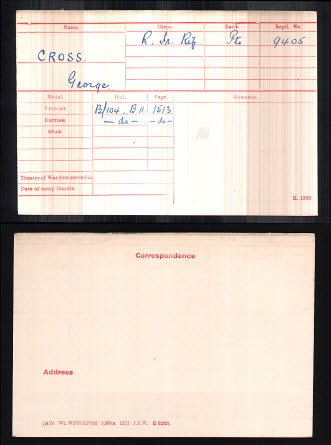 Name. Corps. Rank. Regtl. No.
CROSS. R. Ir. Rif Pte 9405
George
Medal. Roll. Page. Remarks.
VICTORY B/104. B11 1513
BRITISH — do — — do —
STAR
Theatre of War first served in
Date of entry therein
K. 1380
Correspondence
Address